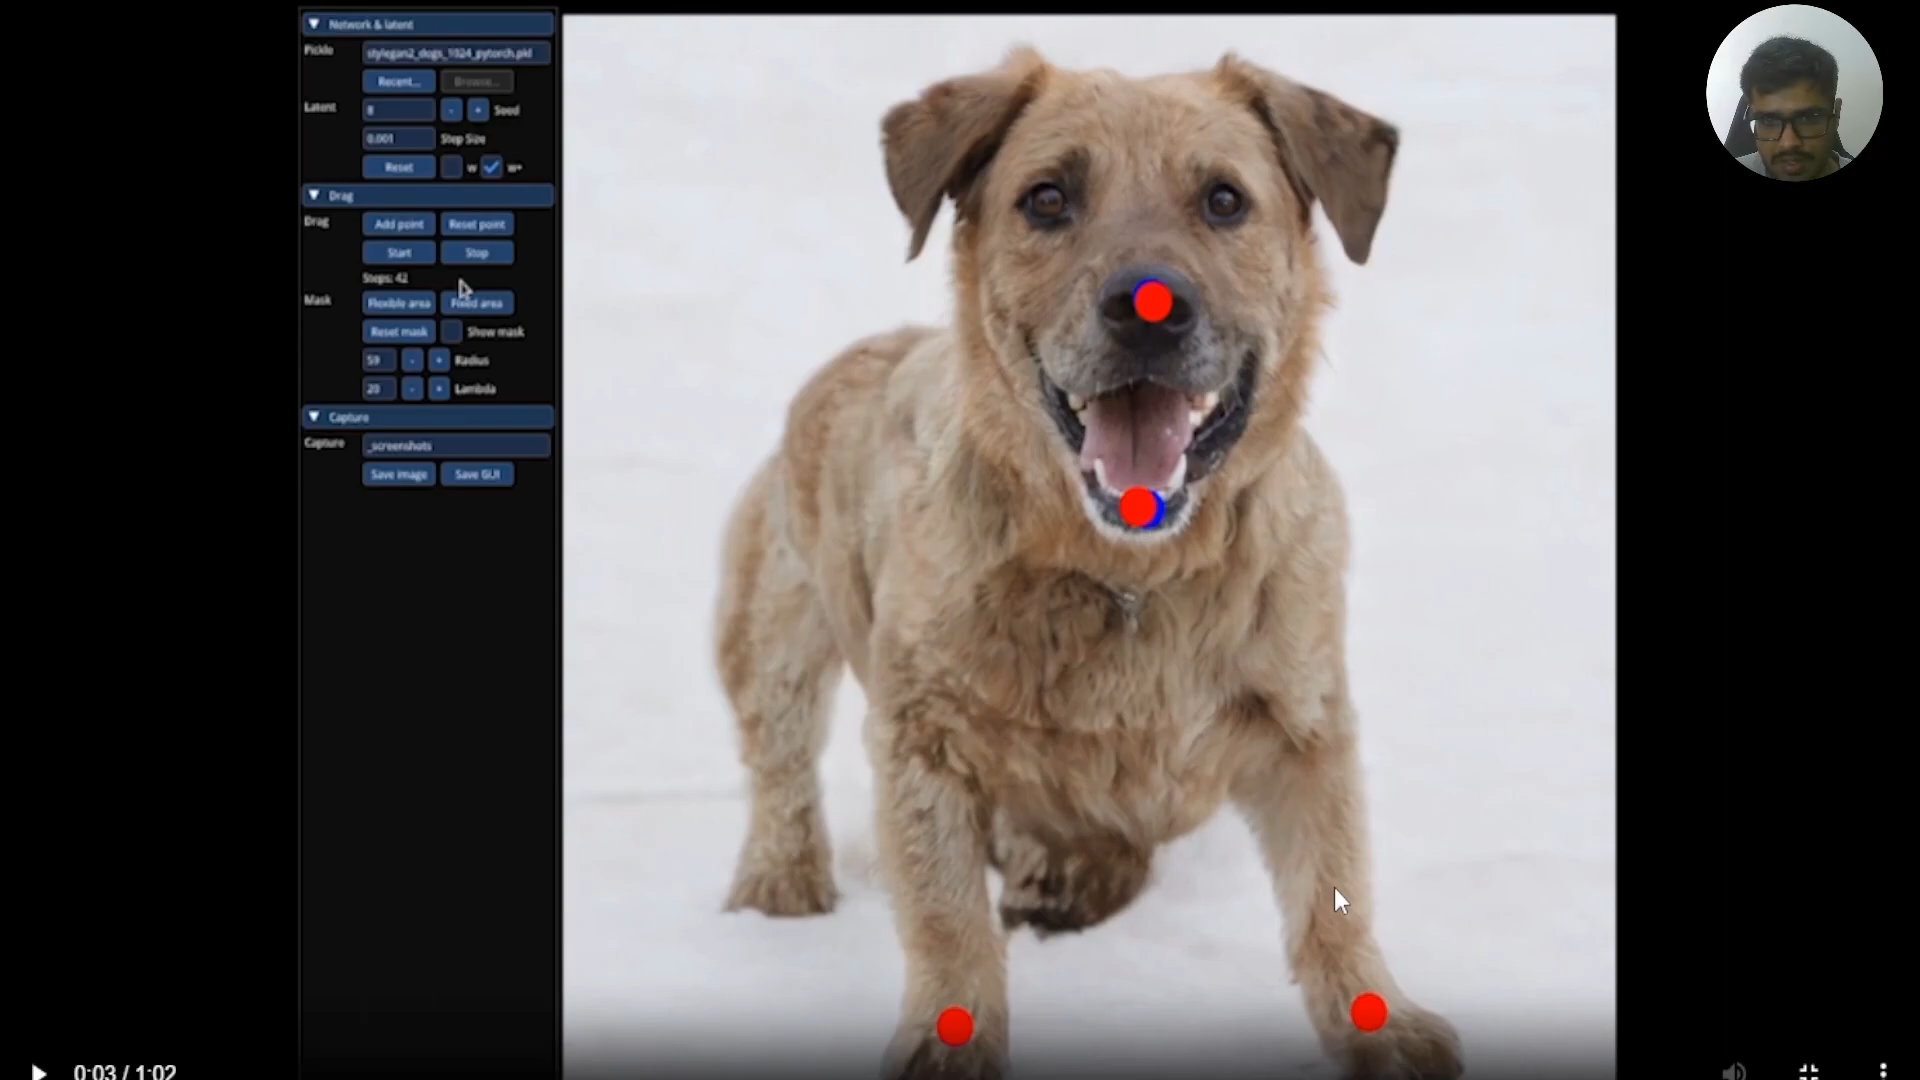 Network & latent
Pickle stylegan2_dogs_1024_pytorch.pkl
Recent... Browse...
Latent 8 - + Seed
0.001 Step Size
Reset w w+
Drag
Drag Add point Reset point
Start Stop
Steps: 42
Mask Flexible area Fixed area
Reset mask Show mask
59 - + Radius
20 - + Lambda
Capture
Capture _screenshots
Save image Save GUI
0:03 / 1:02